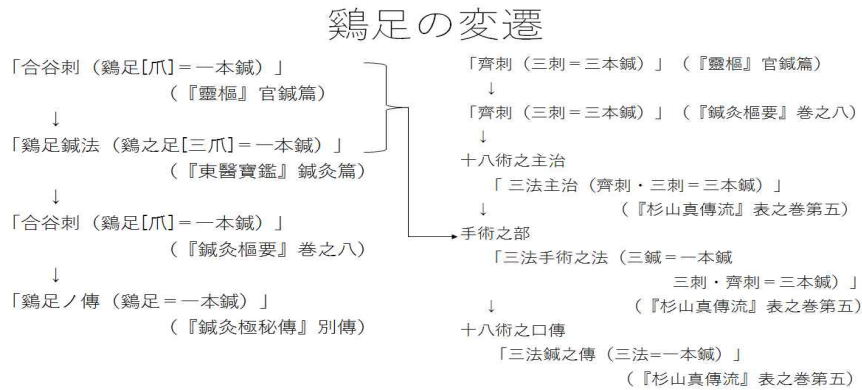 鷄足の変遷
「合谷刺（鷄足[爪]＝一本鍼）」
（『靈樞』官鍼篇）
↓
「鷄足鍼法（鷄之足[三爪]＝一本鍼）」
（『東醫寶鑑』鍼灸篇）
↓
「合谷刺（鷄足[爪]＝一本鍼）」
（『鍼灸樞要』巻之八）
↓
「鷄足ノ傳（鷄足＝一本鍼）」
（『鍼灸極秘傳』別傳）
「齊刺（三刺＝三本鍼）」（『靈樞』官鍼篇）
↓
「齊刺（三刺＝三本鍼）」（『鍼灸樞要』巻之八）
↓
十八術之主治
「三法主治（齊刺・三刺＝三本鍼）」
↓　（『杉山真傳流』表之巻第五）
手術之部
「三法手術之法（三鍼＝一本鍼
三刺・齊刺＝三本鍼）」
↓　（『杉山真傳流』表之巻第五）
十八術之口傳
「三法鍼之傳（三法=一本鍼）」
（『杉山真傳流』表之巻第五）